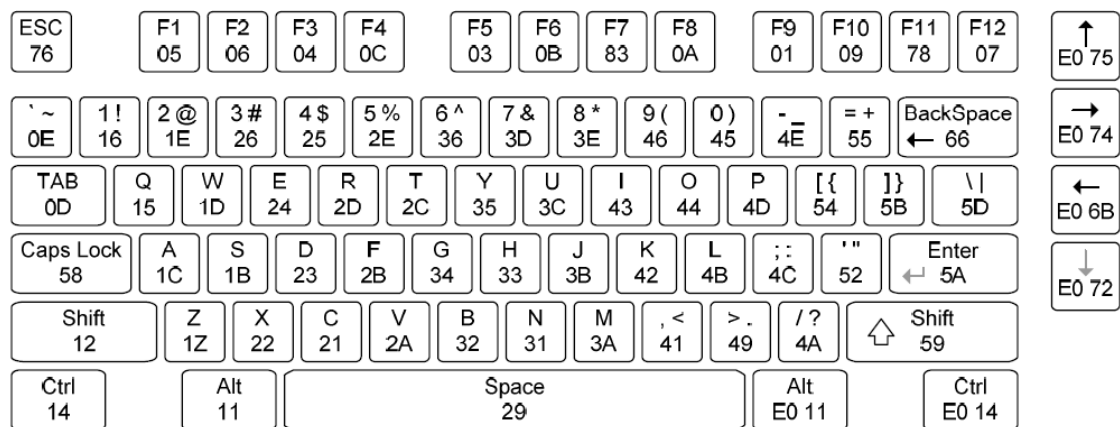 ESC F1 F2 F3 F4 F5 F6 F7 F8 F9 F10 F11 F12 ↑
76 05 06 04 0C 03 0B 83 0A 01 09 78 07 E0 75
` ~ 1 ! 2 @ 3 # 4 $ 5 % 6 ^ 7 & 8 * 9 ( 0 ) - _ = + BackSpace →
0E 16 1E 26 25 2E 36 3D 3E 46 45 4E 55 ← 66 E0 74
TAB Q W E R T Y U I O P [ { ] } \ | ←
0D 15 1D 24 2D 2C 35 3C 43 44 4D 54 5B 5D E0 6B
Caps Lock A S D F G H J K L ; : ' " Enter ↓
58 1C 1B 23 2B 34 33 3B 42 4B 4C 52 ↵ 5A E0 72
Shift Z X C V B N M , < > . / ? ⇧ Shift
12 1Z 22 21 2A 32 31 3A 41 49 4A 59
Ctrl Alt Space Alt Ctrl
14 11 29 E0 11 E0 14